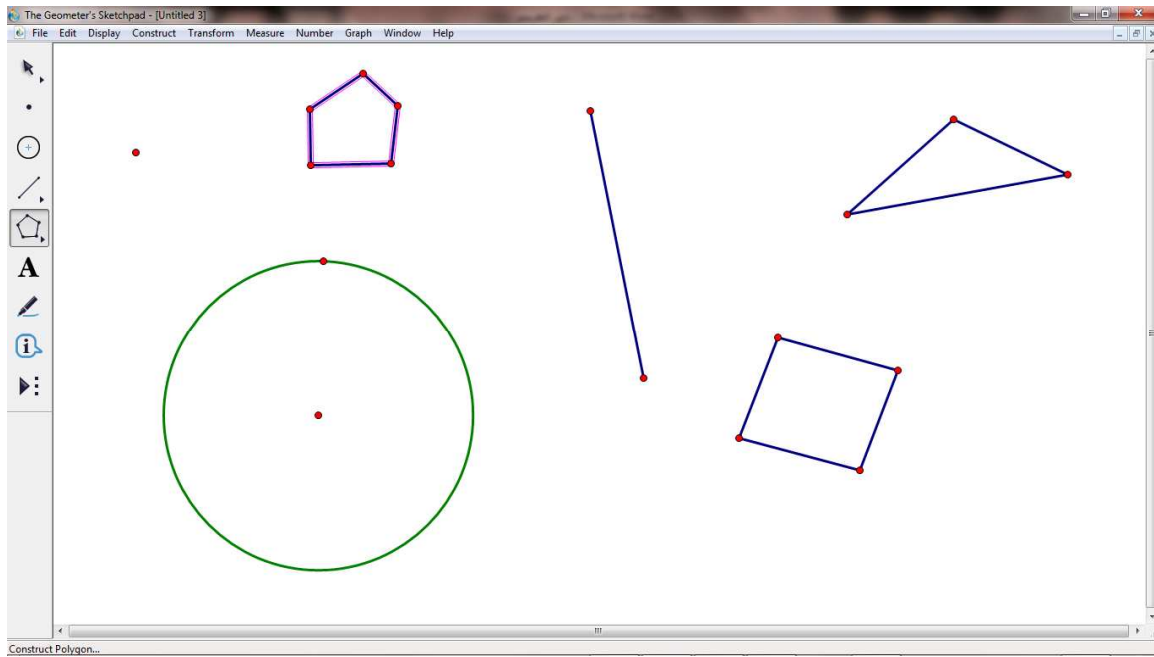 The Geometer's Sketchpad - [Untitled 3]
File Edit Display Construct Transform Measure Number Graph Window Help
A
i
Construct Polygon...